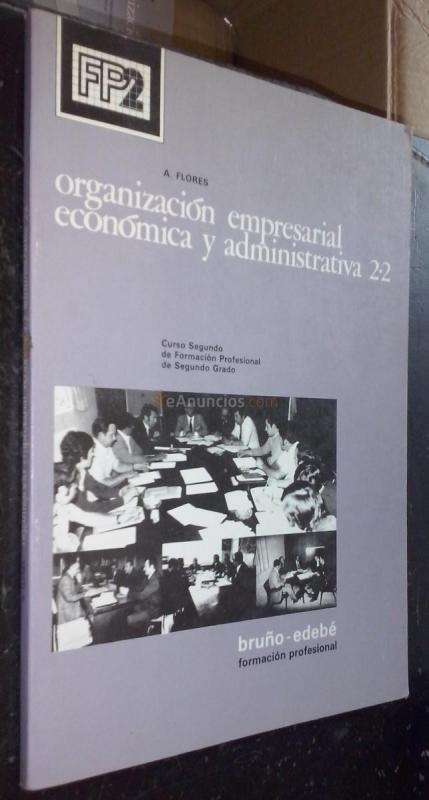 FP2
A. FLORES
organización empresarial
económica y administrativa 2·2
Curso Segundo
de Formación Profesional
de Segundo Grado
eAnuncios.com
bruño-edebé
formación profesional